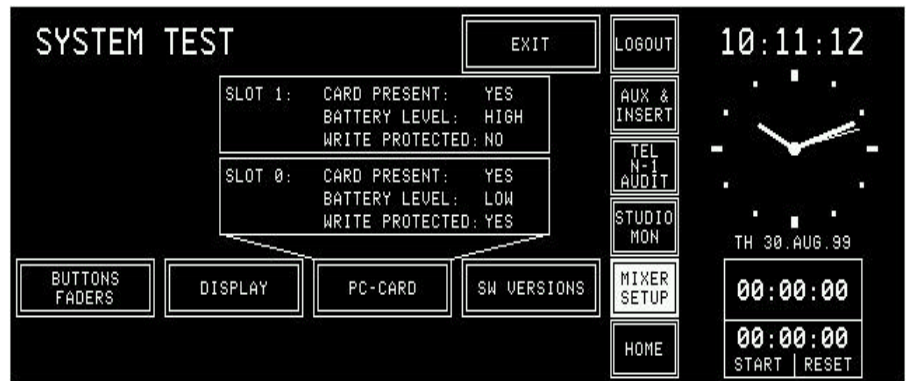 SYSTEM TEST
EXIT
SLOT 1: CARD PRESENT: YES
BATTERY LEVEL: HIGH
WRITE PROTECTED: NO
SLOT 0: CARD PRESENT: YES
BATTERY LEVEL: LOW
WRITE PROTECTED: YES
BUTTONS
FADERS
DISPLAY
PC-CARD
SW VERSIONS
LOGOUT
AUX &
INSERT
TEL
N-1
AUDIT
STUDIO
MON
MIXER
SETUP
HOME
10:11:12
TH 30.AUG.99
00:00:00
00:00:00
START | RESET